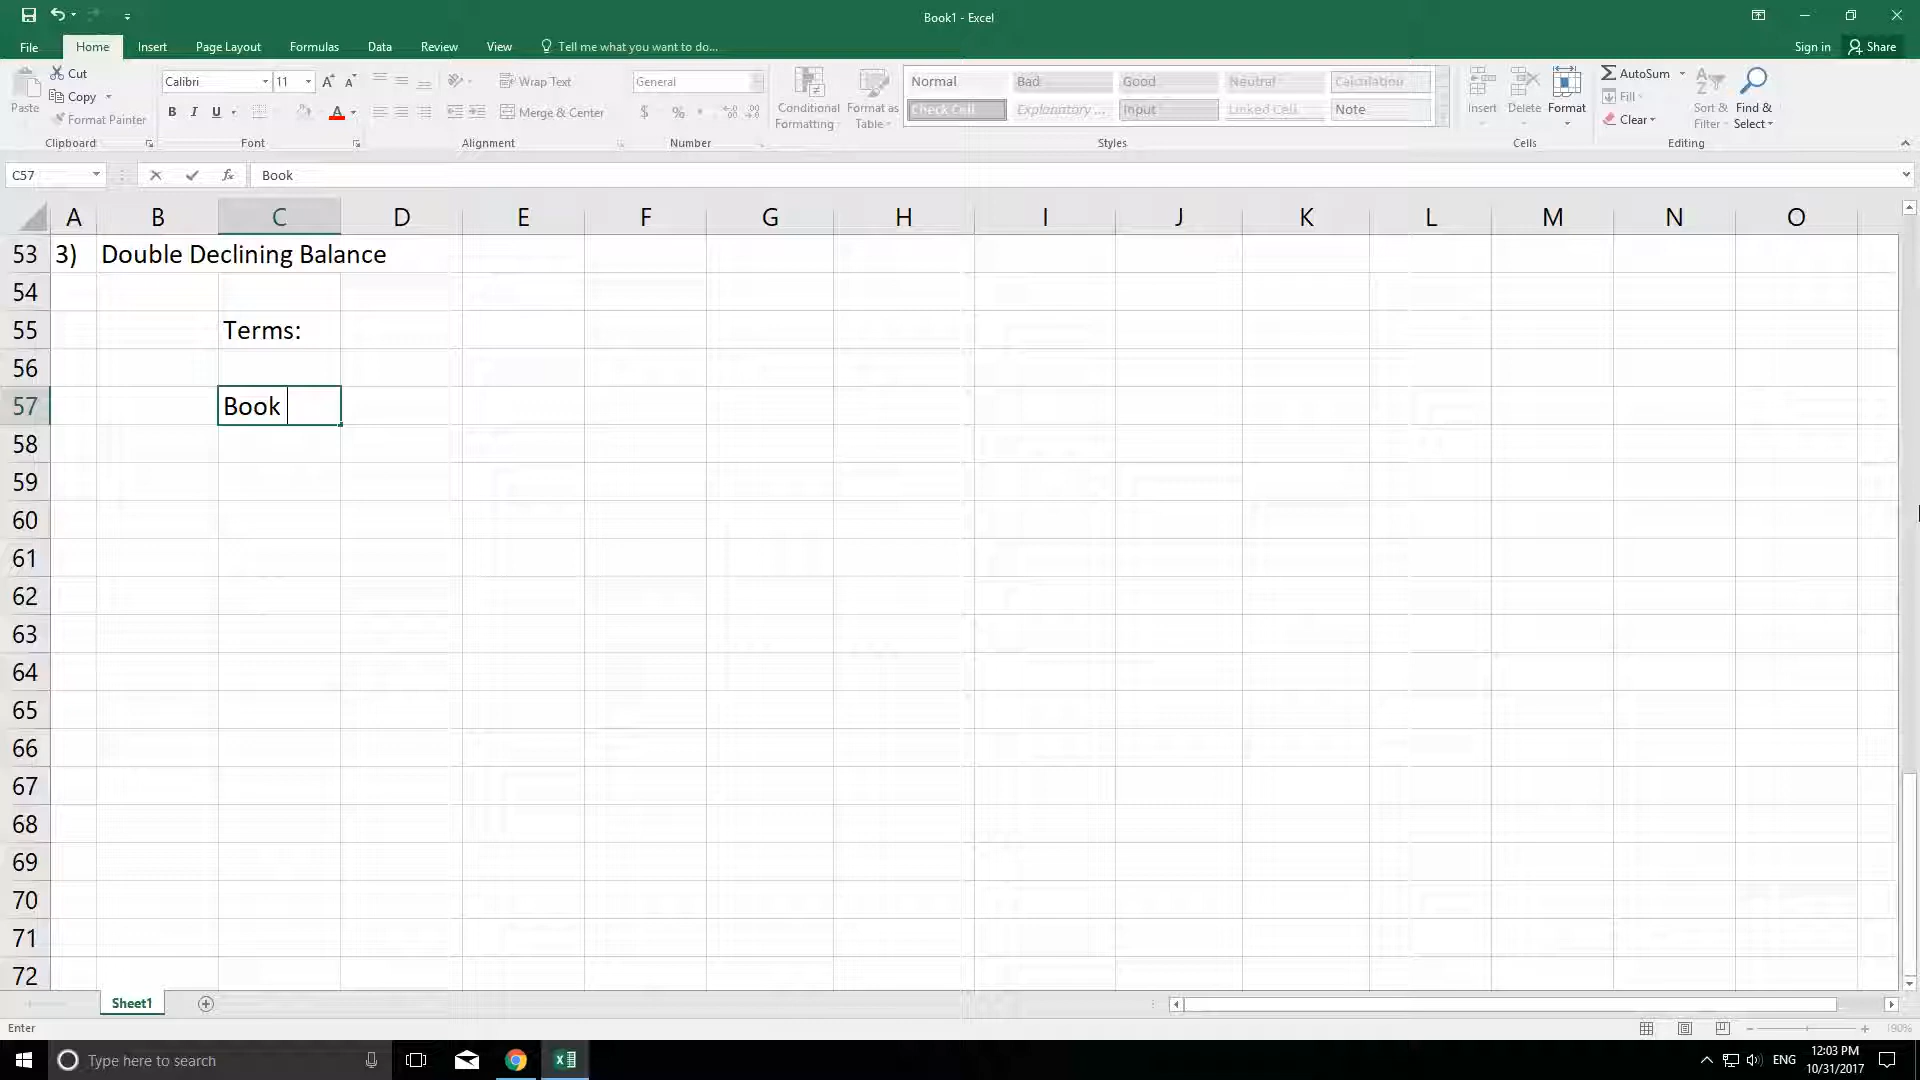 Book1 - Excel
File Home Insert Page Layout Formulas Data Review View Tell me what you want to do... Sign in Share
Paste Cut Copy Format Painter Clipboard
Calibri 11 B I U A Font
Wrap Text Merge & Center Alignment
General $ % Number
Conditional Formatting Format as Table
Normal Bad Good Neutral Calculation
Check Cell Explanatory ... Input Linked Cell Note
Styles
Insert Delete Format Cells
AutoSum Fill Clear Sort & Filter Find & Select Editing
C57 fx Book
A B C D E F G H I J K L M N O
53 3) Double Declining Balance
54
55 Terms:
56
57 Book
58
59
60
61
62
63
64
65
66
67
68
69
70
71
72
Sheet1
Enter 190%
Type here to search ENG 12:03 PM
10/31/2017